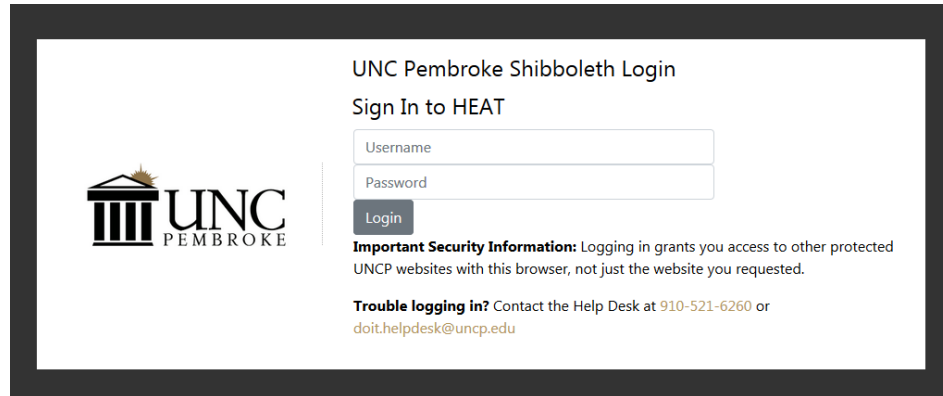 UNC Pembroke Shibboleth Login
Sign In to HEAT
Username
Password
Login
UNC
PEMBROKE
Important Security Information: Logging in grants you access to other protected
UNCP websites with this browser, not just the website you requested.
Trouble logging in? Contact the Help Desk at 910-521-6260 or
doit.helpdesk@uncp.edu